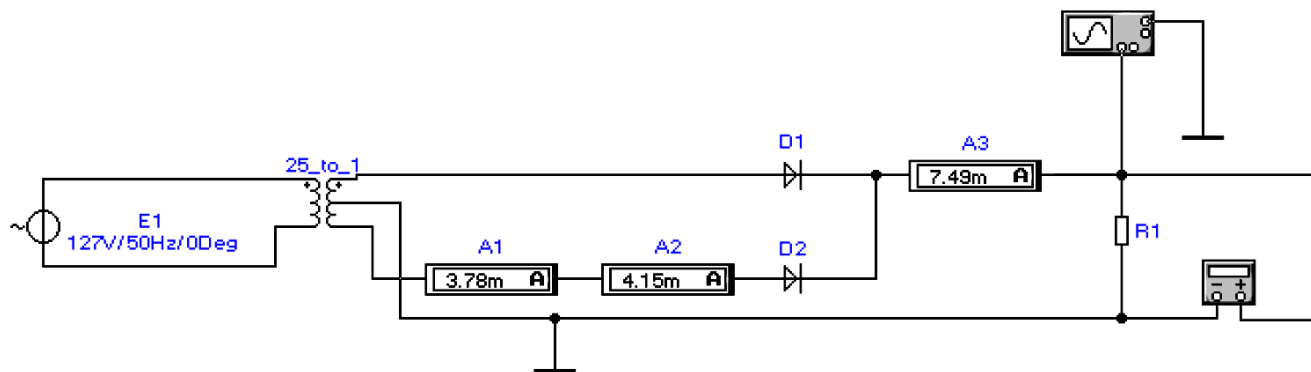 D1
A3
25_to_1
7.49m A
E1
127V/50Hz/0Deg
A1
A2
D2
R1
3.78m A
4.15m A
− +